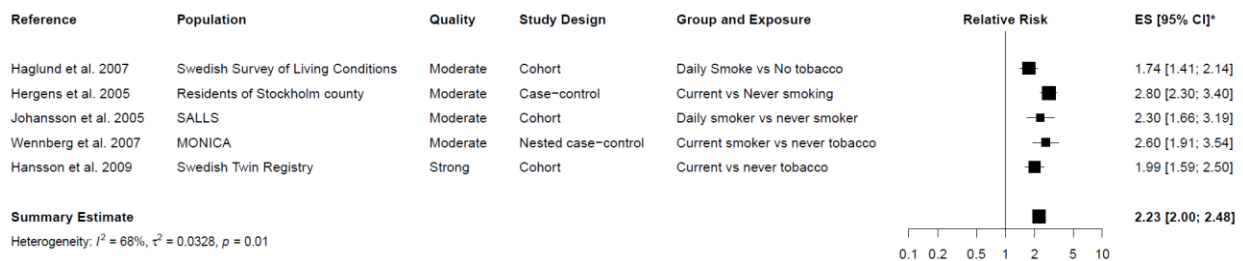 Reference Population Quality Study Design Group and Exposure Relative Risk ES [95% CI]*
Haglund et al. 2007 Swedish Survey of Living Conditions Moderate Cohort Daily Smoke vs No tobacco 1.74 [1.41; 2.14]
Hergens et al. 2005 Residents of Stockholm county Moderate Case−control Current vs Never smoking 2.80 [2.30; 3.40]
Johansson et al. 2005 SALLS Moderate Cohort Daily smoker vs never smoker 2.30 [1.66; 3.19]
Wennberg et al. 2007 MONICA Moderate Nested case−control Current smoker vs never tobacco 2.60 [1.91; 3.54]
Hansson et al. 2009 Swedish Twin Registry Strong Cohort Current vs never tobacco 1.99 [1.59; 2.50]
Summary Estimate 2.23 [2.00; 2.48]
Heterogeneity: I² = 68%, τ² = 0.0328, p = 0.01
0.1 0.2 0.5 1 2 5 10